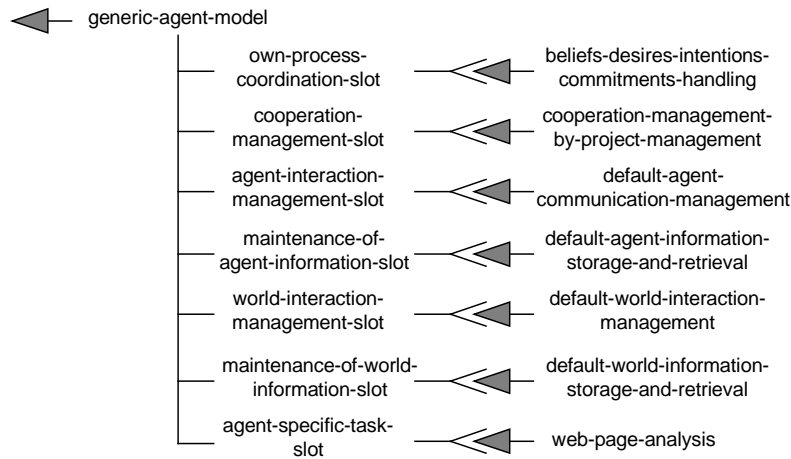 generic-agent-model
own-process-
coordination-slot
beliefs-desires-intentions-
commitments-handling
cooperation-
management-slot
cooperation-management-
by-project-management
agent-interaction-
management-slot
default-agent-
communication-management
maintenance-of-
agent-information-slot
default-agent-information-
storage-and-retrieval
world-interaction-
management-slot
default-world-interaction-
management
maintenance-of-world-
information-slot
default-world-information-
storage-and-retrieval
agent-specific-task-
slot
web-page-analysis